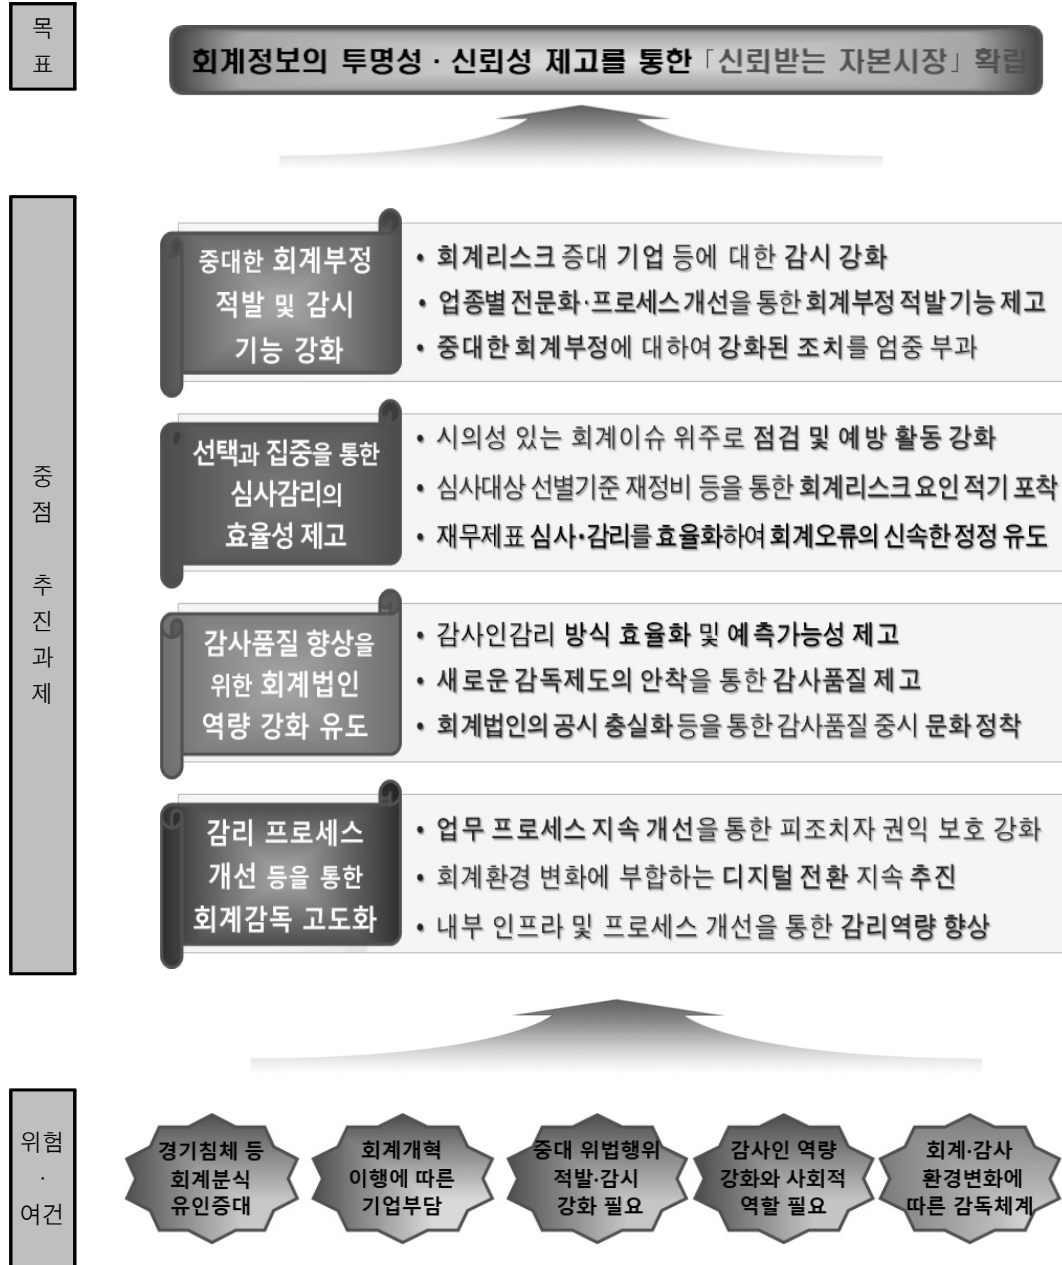 목
표
회계정보의 투명성 · 신뢰성 제고를 통한 「신뢰받는 자본시장」 확립
중
점
추
진
과
제
중대한 회계부정
적발 및 감시
기능 강화
• 회계리스크 증대 기업 등에 대한 감시 강화
• 업종별 전문화·프로세스 개선을 통한 회계부정 적발기능 제고
• 중대한 회계부정에 대하여 강화된 조치를 엄중 부과
선택과 집중을 통한
심사감리의
효율성 제고
• 시의성 있는 회계이슈 위주로 점검 및 예방 활동 강화
• 심사대상 선별기준 재정비 등을 통한 회계리스크 요인 적기 포착
• 재무제표 심사·감리를 효율화하여 회계오류의 신속한 정정 유도
감사품질 향상을
위한 회계법인
역량 강화 유도
• 감사인감리 방식 효율화 및 예측가능성 제고
• 새로운 감독제도의 안착을 통한 감사품질 제고
• 회계법인의 공시 충실화 등을 통한 감사품질 중시 문화 정착
감리 프로세스
개선 등을 통한
회계감독 고도화
• 업무 프로세스 지속 개선을 통한 피조치자 권익 보호 강화
• 회계환경 변화에 부합하는 디지털 전환 지속 추진
• 내부 인프라 및 프로세스 개선을 통한 감리역량 향상
위험
·
여건
경기침체 등
회계분식
유인증대
회계개혁
이행에 따른
기업부담
중대 위법행위
적발·감시
강화 필요
감사인 역량
강화와 사회적
역할 필요
회계·감사
환경변화에
따른 감독체계